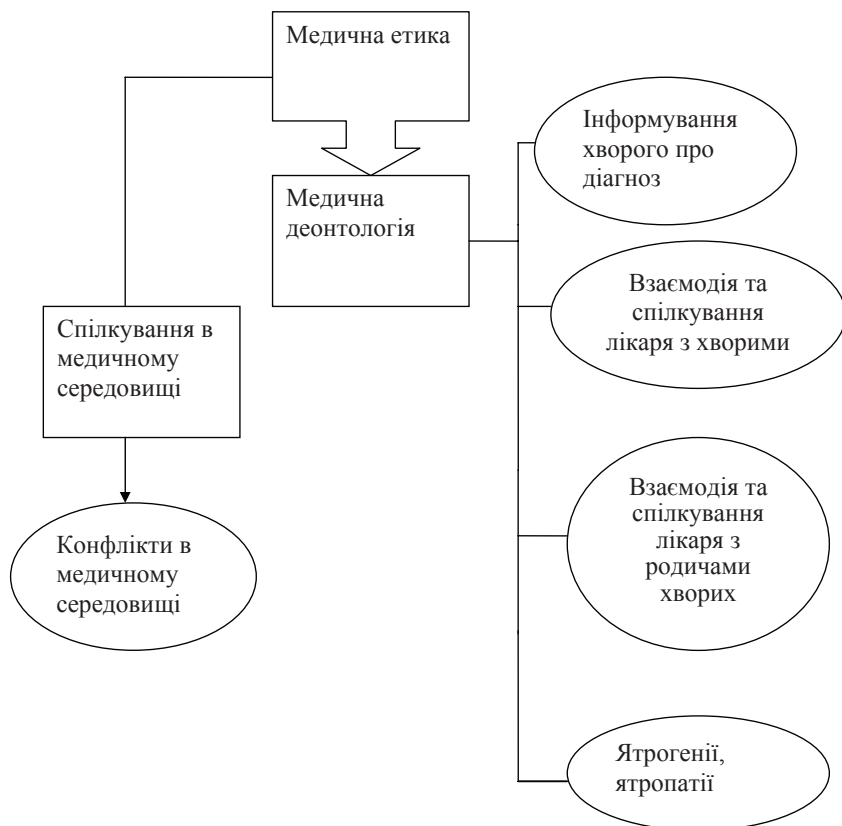 Медична етика
Медична
деонтологія
Спілкування в
медичному
середовищі
Конфлікти в
медичному
середовищі
Інформування
хворого про
діагноз
Взаємодія та
спілкування
лікаря з хворими
Взаємодія та
спілкування
лікаря з
родичами
хворих
Ятрогенії,
ятропатії